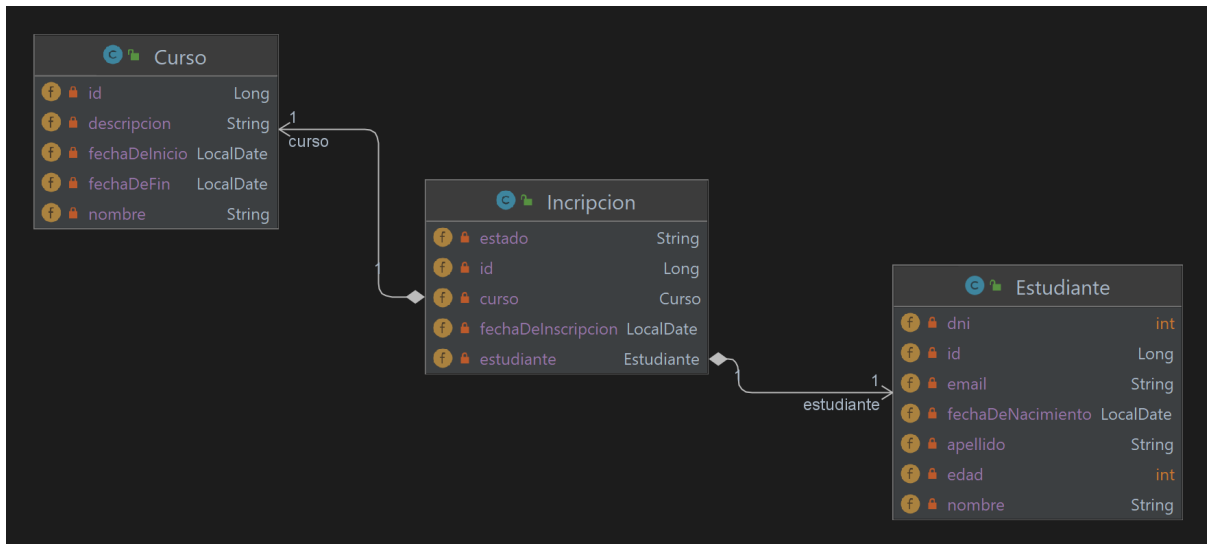 Curso
id Long
descripcion String
fechaDeInicio LocalDate
fechaDeFin LocalDate
nombre String
1
curso
1
Incripcion
estado String
id Long
curso Curso
fechaDeInscripcion LocalDate
estudiante Estudiante
1
1
estudiante
Estudiante
dni int
id Long
email String
fechaDeNacimiento LocalDate
apellido String
edad int
nombre String